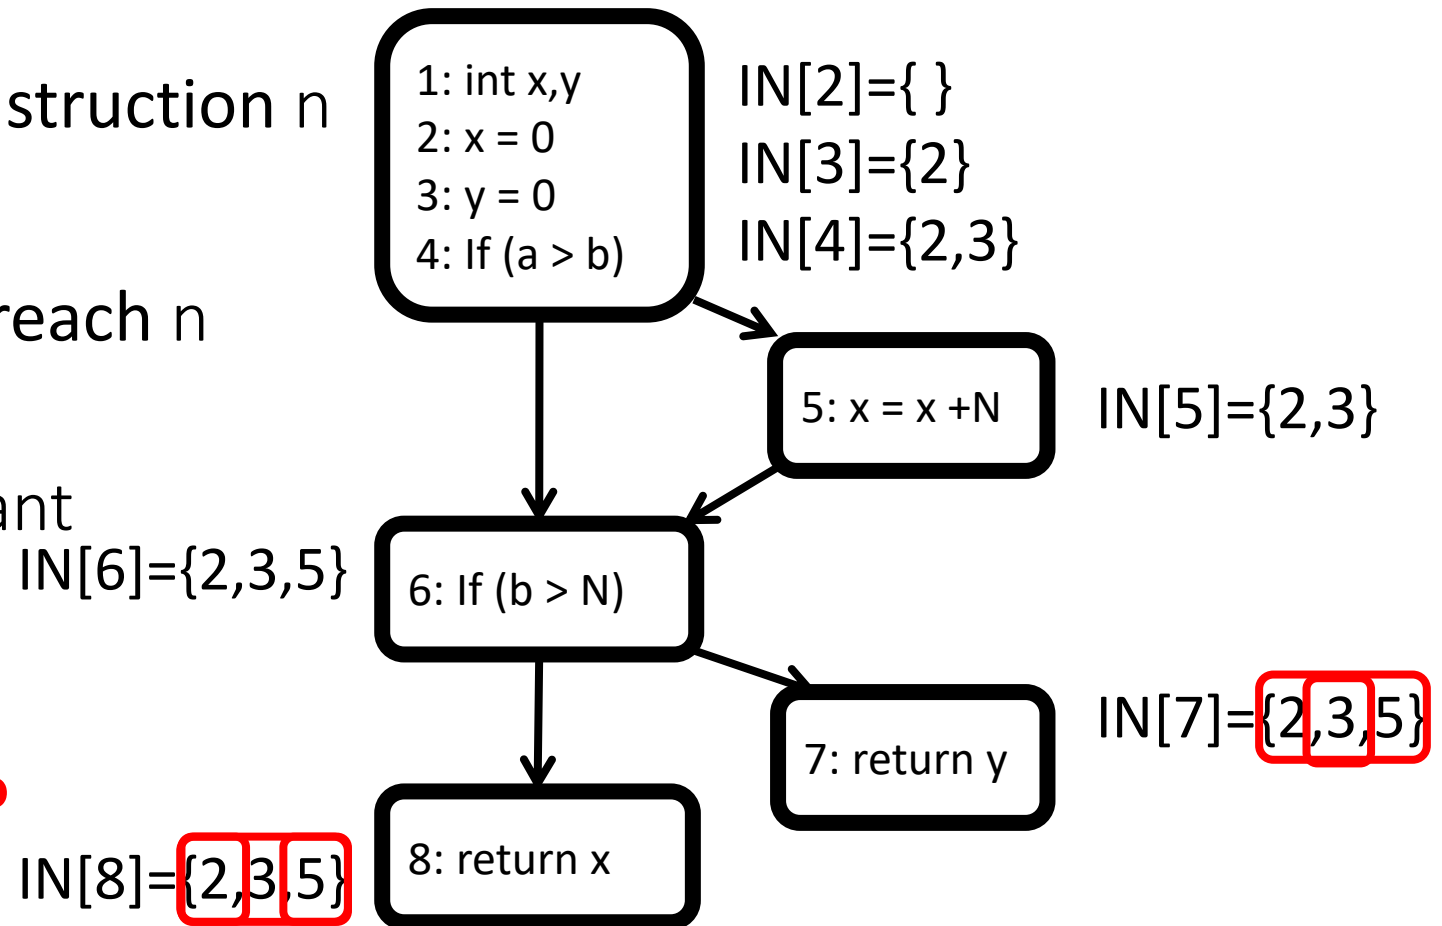 struction n
reach n
ant
1: int x,y
2: x = 0
3: y = 0
4: If (a > b)
IN[2]={ }
IN[3]={2}
IN[4]={2,3}
5: x = x +N
IN[5]={2,3}
IN[6]={2,3,5}
6: If (b > N)
7: return y
IN[7]={2,3,5}
IN[8]={2,3,5}
8: return x